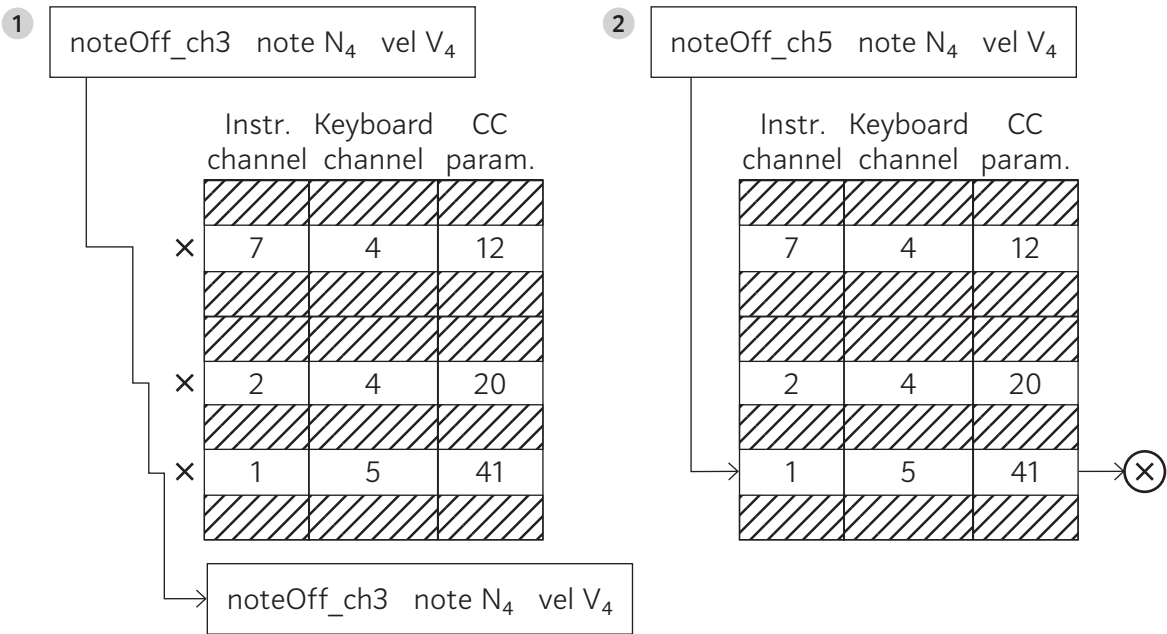 1
noteOff_ch3 note N₄ vel V₄
Instr. Keyboard CC
channel channel param.
× 7 4 12
× 2 4 20
× 1 5 41
noteOff_ch3 note N₄ vel V₄
2
noteOff_ch5 note N₄ vel V₄
Instr. Keyboard CC
channel channel param.
7 4 12
2 4 20
1 5 41 ×